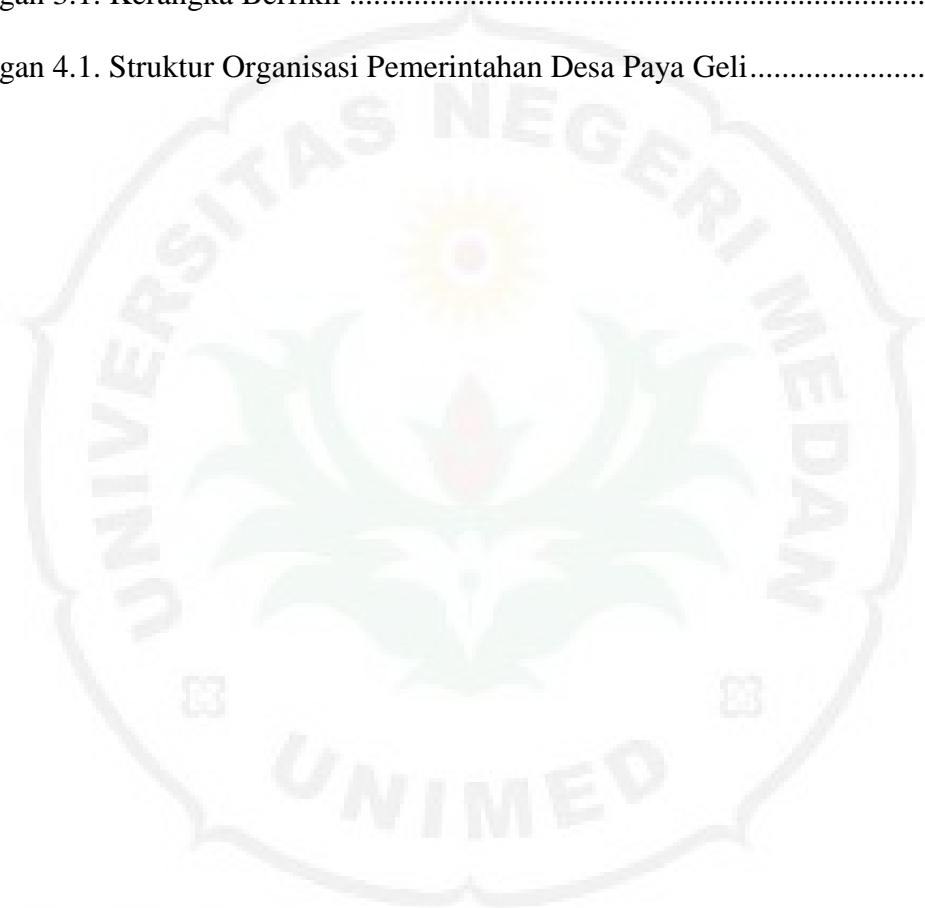 gan 3.1. Kerangka Berfikir ........................................................................
gan 4.1. Struktur Organisasi Pemerintahan Desa Paya Geli......................
UNIVERSITAS NEGERI MEDAN
UNIMED